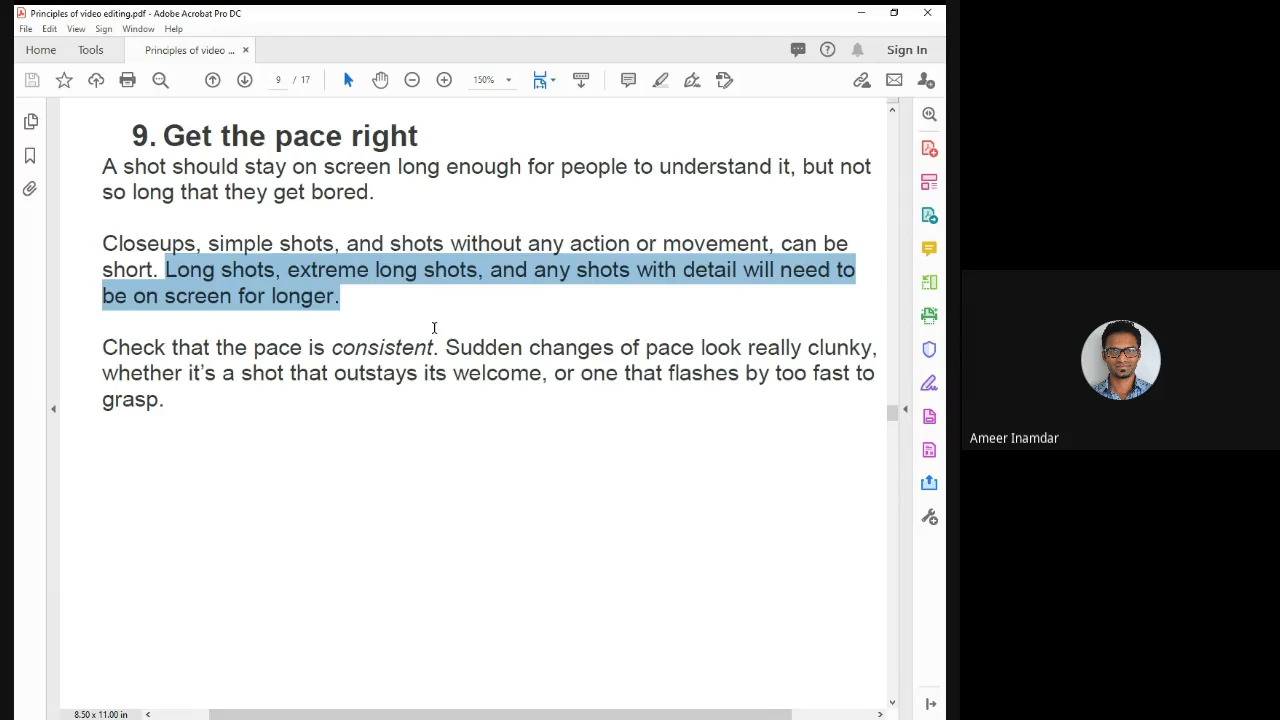 Principles of video editing.pdf - Adobe Acrobat Pro DC
File Edit View Sign Window Help
Home Tools Principles of video ... × Sign In
9 / 17 150%
9. Get the pace right
A shot should stay on screen long enough for people to understand it, but not
so long that they get bored.
Closeups, simple shots, and shots without any action or movement, can be
short. Long shots, extreme long shots, and any shots with detail will need to
be on screen for longer.
Check that the pace is consistent. Sudden changes of pace look really clunky,
whether it's a shot that outstays its welcome, or one that flashes by too fast to
grasp.
Ameer Inamdar
8.50 x 11.00 in